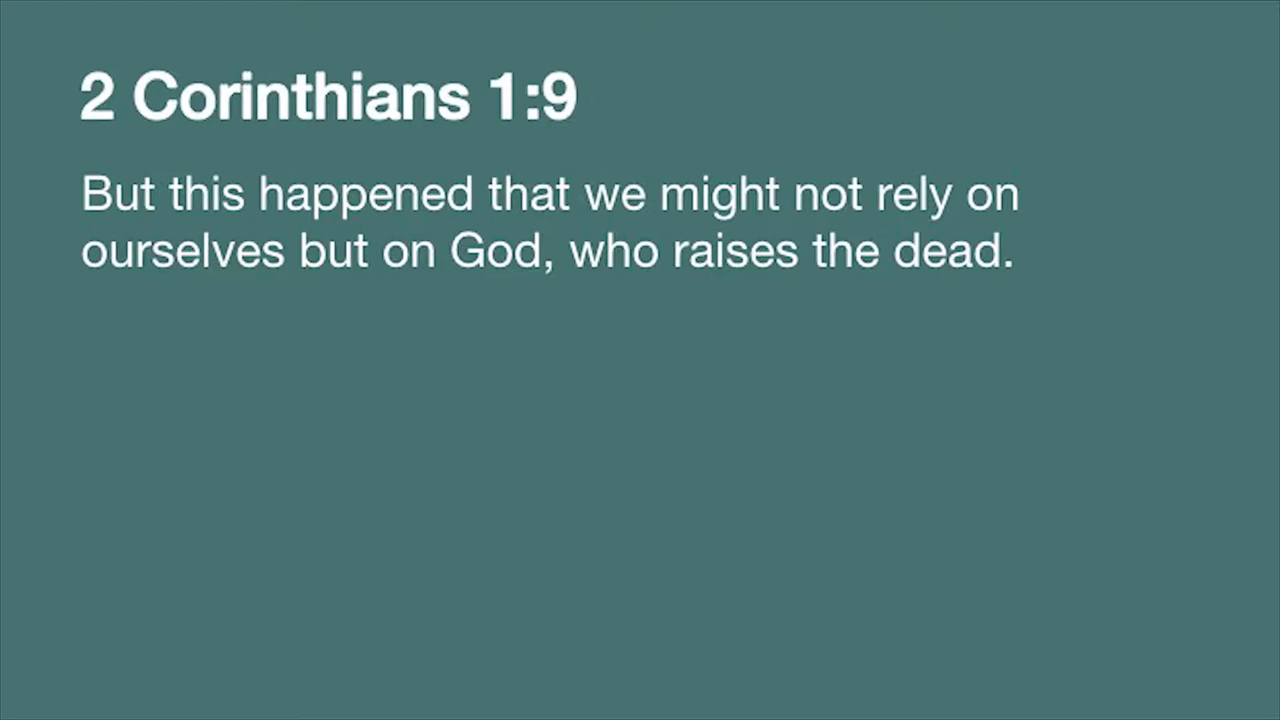 2 Corinthians 1:9
But this happened that we might not rely on
ourselves but on God, who raises the dead.